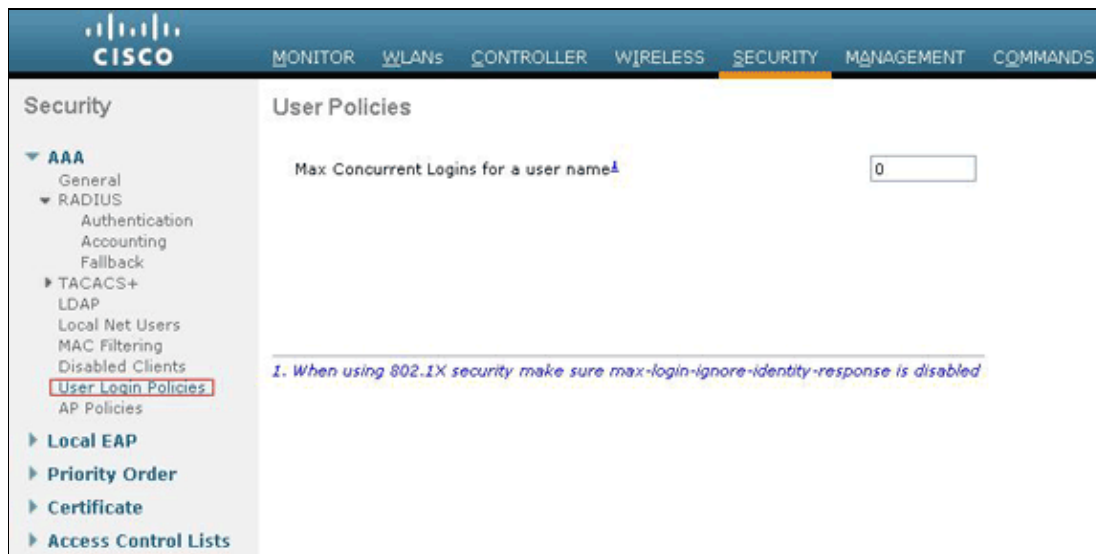 CISCO
MONITOR WLANs CONTROLLER WIRELESS SECURITY MANAGEMENT COMMANDS
Security
AAA
General
RADIUS
Authentication
Accounting
Fallback
TACACS+
LDAP
Local Net Users
MAC Filtering
Disabled Clients
User Login Policies
AP Policies
Local EAP
Priority Order
Certificate
Access Control Lists
User Policies
Max Concurrent Logins for a user name1 0
1. When using 802.1X security make sure max-login-ignore-identity-response is disabled